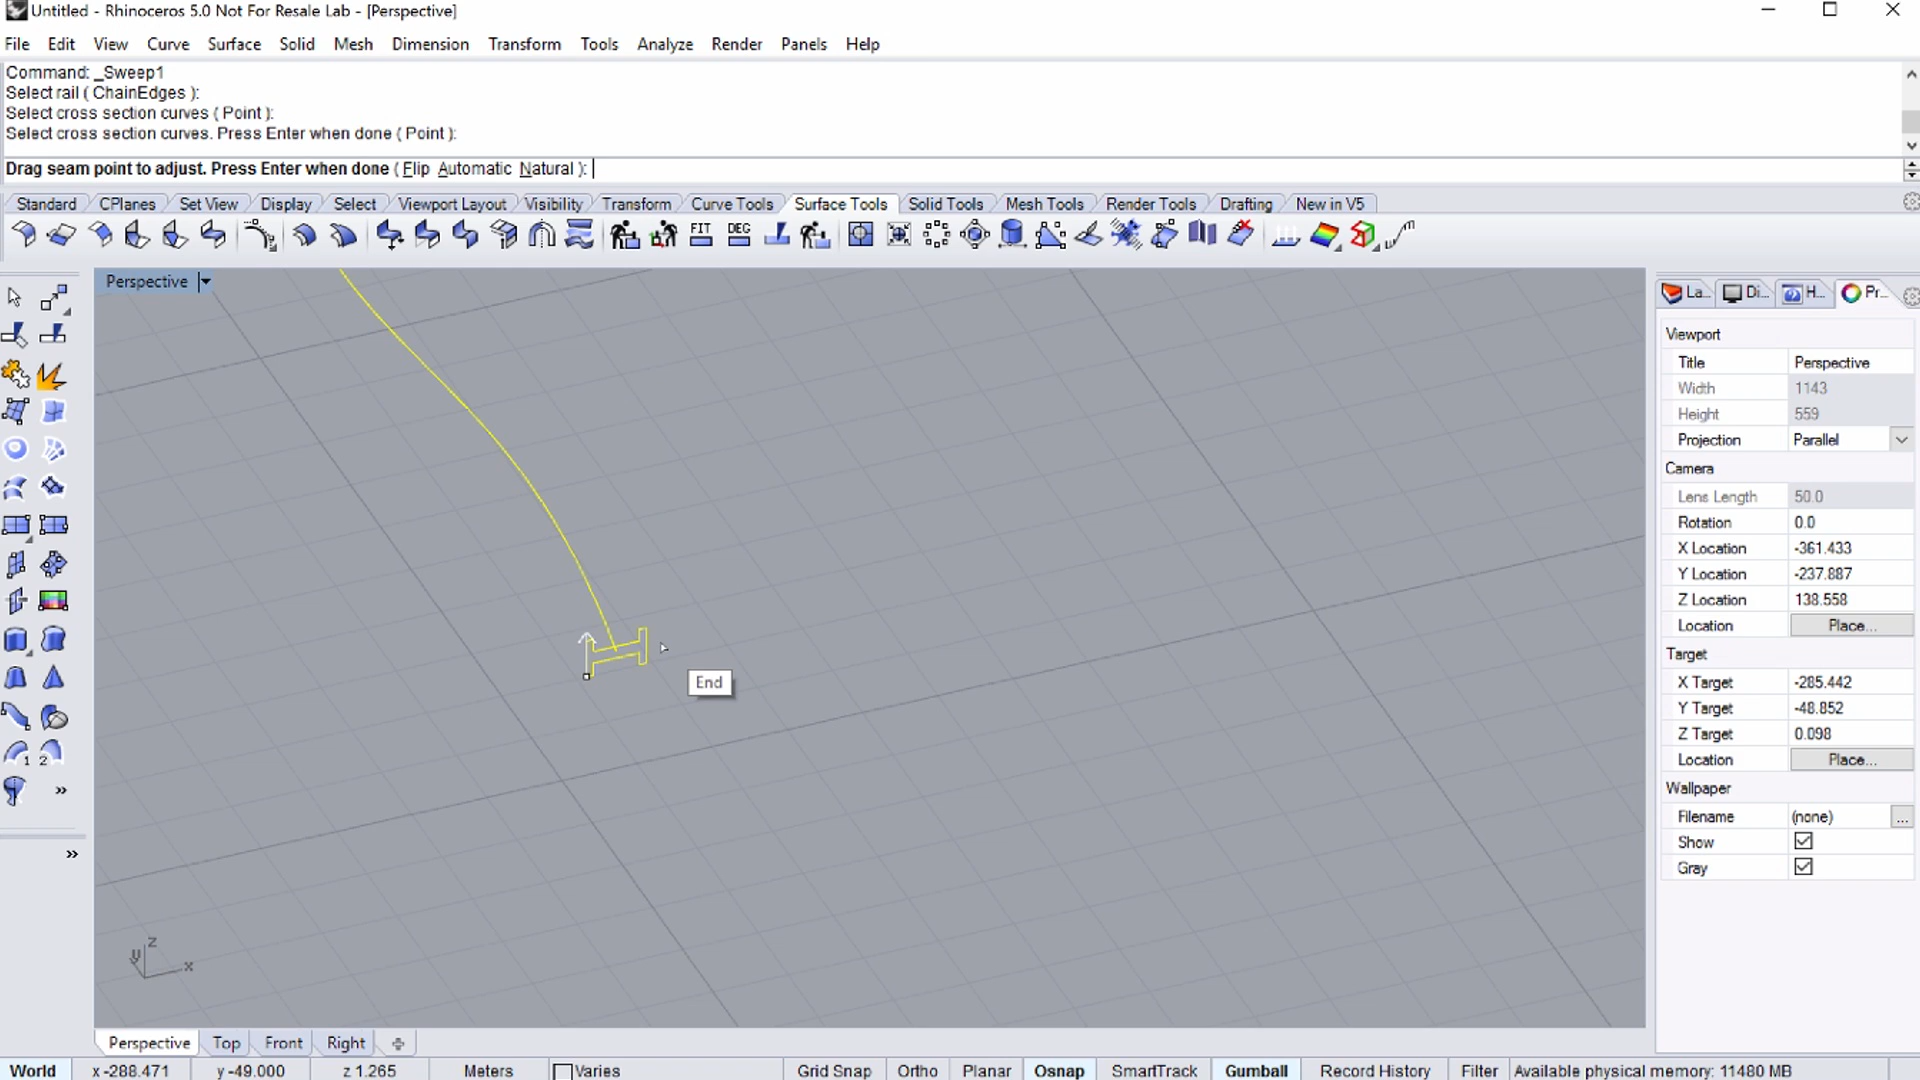 Untitled - Rhinoceros 5.0 Not For Resale Lab - [Perspective]
File Edit View Curve Surface Solid Mesh Dimension Transform Tools Analyze Render Panels Help
Command: _Sweep1
Select rail ( ChainEdges ):
Select cross section curves ( Point ):
Select cross section curves. Press Enter when done ( Point ):
Drag seam point to adjust. Press Enter when done ( Flip Automatic Natural ):
Standard CPlanes Set View Display Select Viewport Layout Visibility Transform Curve Tools Surface Tools Solid Tools Mesh Tools Render Tools Drafting New in V5
FIT DEG
Perspective
La... Di... H... Pr...
Viewport
Title Perspective
Width 1143
Height 559
Projection Parallel
Camera
Lens Length 50.0
Rotation 0.0
X Location -361.433
Y Location -237.887
Z Location 138.558
Location Place...
Target
X Target -285.442
Y Target -48.852
Z Target 0.098
Location Place...
Wallpaper
Filename (none) ...
Show
Gray
End
1 2
z
y x
Perspective Top Front Right
World x -288.471 y -49.000 z 1.265 Meters Varies Grid Snap Ortho Planar Osnap SmartTrack Gumball Record History Filter Available physical memory: 11480 MB